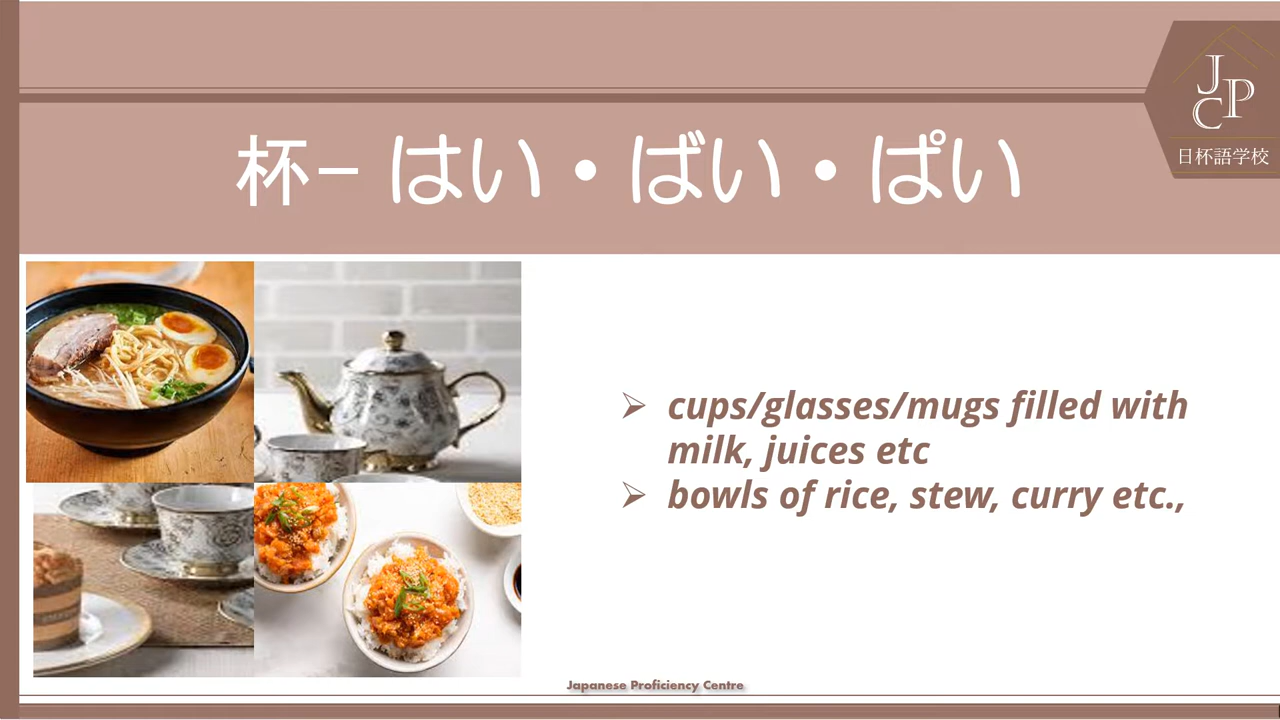 J
P
C
日杯語学校
杯– はい・ばい・ぱい
cups/glasses/mugs filled with
milk, juices etc
bowls of rice, stew, curry etc.,
Japanese Proficiency Centre